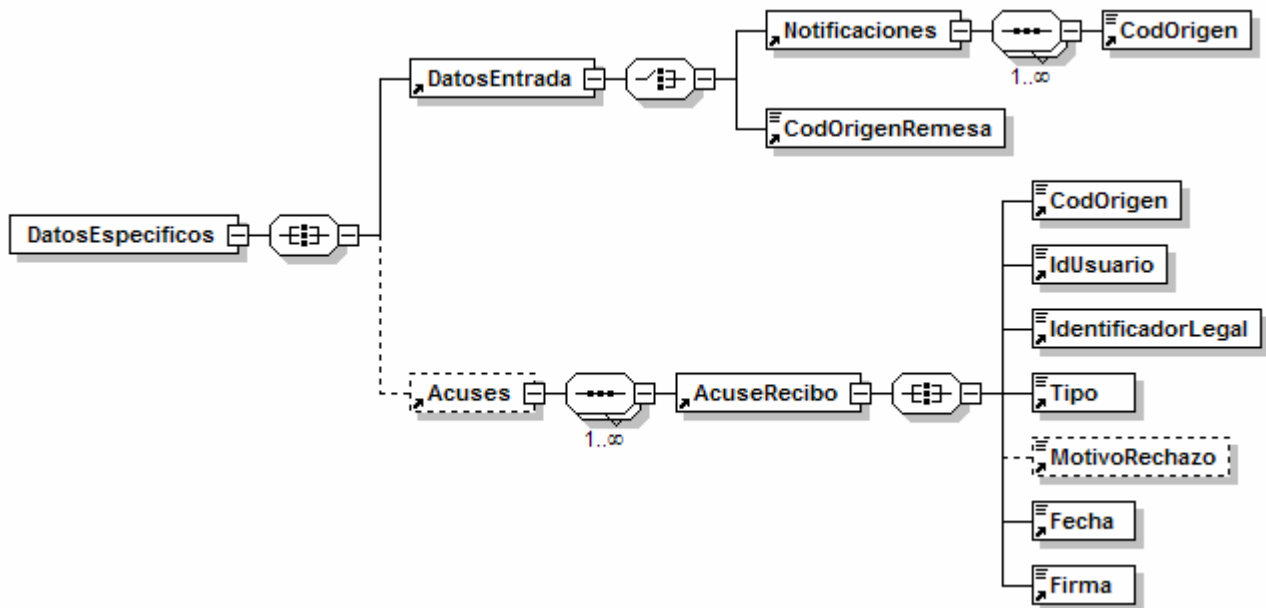 Notificaciones
1..∞
CodOrigen
DatosEntrada
CodOrigenRemesa
DatosEspecificos
CodOrigen
IdUsuario
IdentificadorLegal
Acuses
1..∞
AcuseRecibo
Tipo
MotivoRechazo
Fecha
Firma